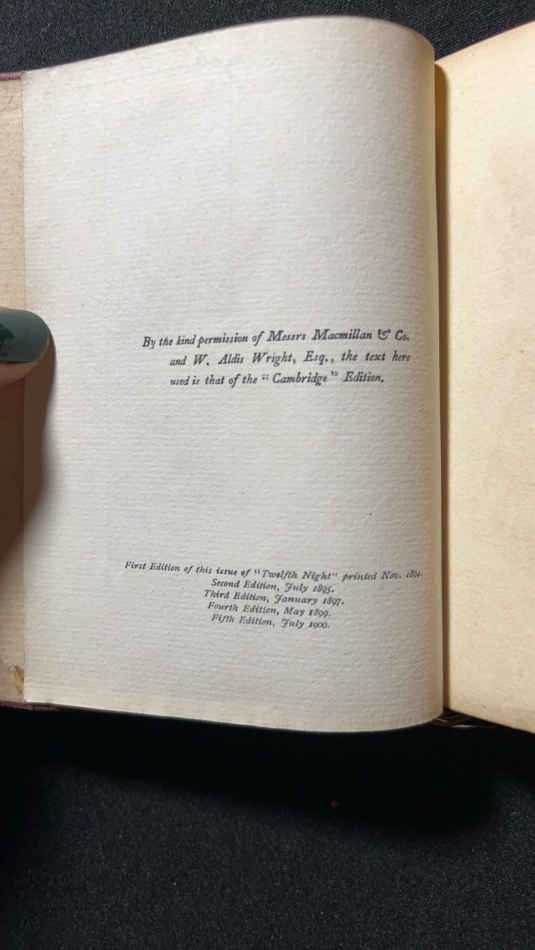 By the kind permission of Messrs Macmillan & Co.
and W. Aldis Wright, Esq., the text here
used is that of the "Cambridge" Edition.
First Edition of this issue of "Twelfth Night" printed Nov.
Second Edition, July 1895.
Third Edition, January 1897.
Fourth Edition, May 1899.
Fifth Edition, July 1900.